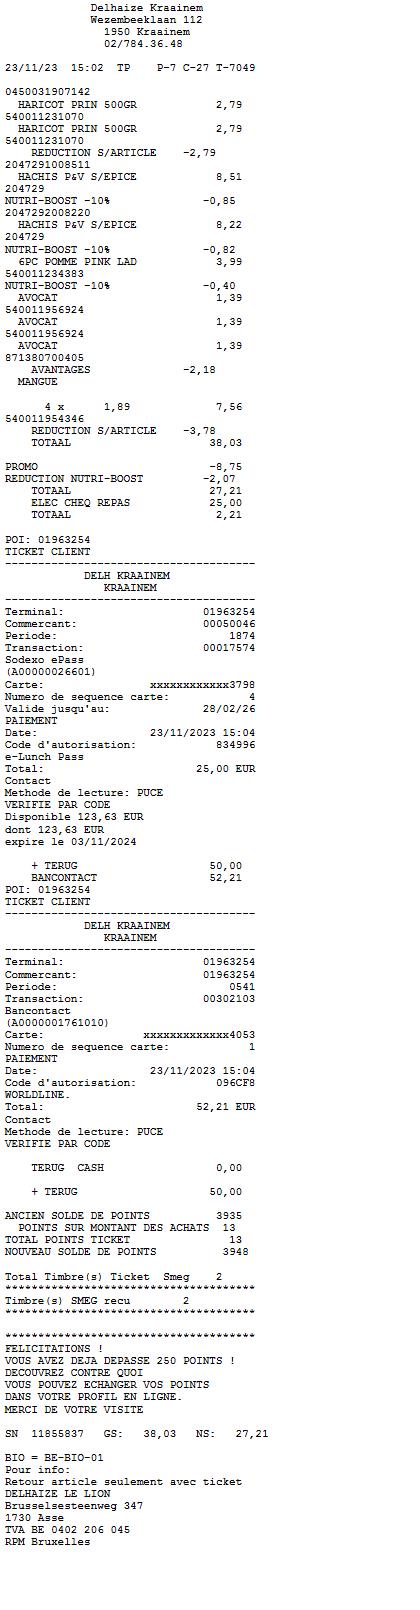 Delhaize Kraainem
Wezembeeklaan 112
1950 Kraainem
02/784.36.48
23/11/23 15:02 TP P-7 C-27 T-7049
0450031907142
HARICOT PRIN 500GR 2,79
540011231070
HARICOT PRIN 500GR 2,79
540011231070
REDUCTION S/ARTICLE -2,79
2047291008511
HACHIS P&V S/EPICE 8,51
204729
NUTRI-BOOST -10% -0,85
2047292008220
HACHIS P&V S/EPICE 8,22
204729
NUTRI-BOOST -10% -0,82
6PC POMME PINK LAD 3,99
540011234383
NUTRI-BOOST -10% -0,40
AVOCAT 1,39
540011956924
AVOCAT 1,39
540011956924
AVOCAT 1,39
871380700405
AVANTAGES -2,18
MANGUE
4 x 1,89 7,56
540011954346
REDUCTION S/ARTICLE -3,78
TOTAAL 38,03
PROMO -8,75
REDUCTION NUTRI-BOOST -2,07
TOTAAL 27,21
ELEC CHEQ REPAS 25,00
TOTAAL 2,21
POI: 01963254
TICKET CLIENT
--------------------------------------
DELH KRAAINEM
KRAAINEM
--------------------------------------
Terminal: 01963254
Commercant: 00050046
Periode: 1874
Transaction: 00017574
Sodexo ePass
(A00000026601)
Carte: xxxxxxxxxxxx3798
Numero de sequence carte: 4
Valide jusqu'au: 28/02/26
PAIEMENT
Date: 23/11/2023 15:04
Code d'autorisation: 834996
e-Lunch Pass
Total: 25,00 EUR
Contact
Methode de lecture: PUCE
VERIFIE PAR CODE
Disponible 123,63 EUR
dont 123,63 EUR
expire le 03/11/2024
+ TERUG 50,00
BANCONTACT 52,21
POI: 01963254
TICKET CLIENT
--------------------------------------
DELH KRAAINEM
KRAAINEM
--------------------------------------
Terminal: 01963254
Commercant: 01963254
Periode: 0541
Transaction: 00302103
Bancontact
(A0000001761010)
Carte: xxxxxxxxxxxxx4053
Numero de sequence carte: 1
PAIEMENT
Date: 23/11/2023 15:04
Code d'autorisation: 096CF8
WORLDLINE.
Total: 52,21 EUR
Contact
Methode de lecture: PUCE
VERIFIE PAR CODE
TERUG CASH 0,00
+ TERUG 50,00
ANCIEN SOLDE DE POINTS 3935
POINTS SUR MONTANT DES ACHATS 13
TOTAL POINTS TICKET 13
NOUVEAU SOLDE DE POINTS 3948
Total Timbre(s) Ticket Smeg 2
**************************************
Timbre(s) SMEG recu 2
**************************************
**************************************
FELICITATIONS !
VOUS AVEZ DEJA DEPASSE 250 POINTS !
DECOUVREZ CONTRE QUOI
VOUS POUVEZ ECHANGER VOS POINTS
DANS VOTRE PROFIL EN LIGNE.
MERCI DE VOTRE VISITE
SN 11855837 GS: 38,03 NS: 27,21
BIO = BE-BIO-01
Pour info:
Retour article seulement avec ticket
DELHAIZE LE LION
Brusselsesteenweg 347
1730 Asse
TVA BE 0402 206 045
RPM Bruxelles